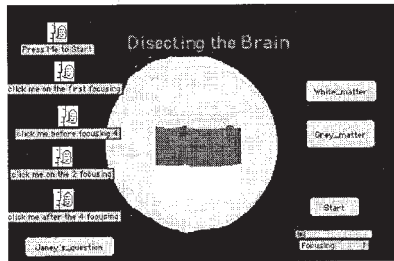 Disecting the Brain
Press Me to Start
click me on the first focusing
click me before focusing 4
click me on the 2 focusing
click me after the 4 focusing
Janey's_question
White_matter
Grey_matter
Start
Focusing